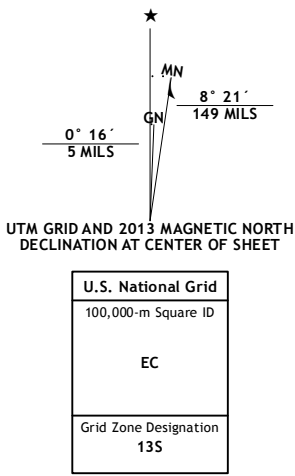 ★
MN
8° 21´
149 MILS
GN
0° 16´
5 MILS
UTM GRID AND 2013 MAGNETIC NORTH
DECLINATION AT CENTER OF SHEET
U.S. National Grid
100,000-m Square ID
EC
Grid Zone Designation
13S